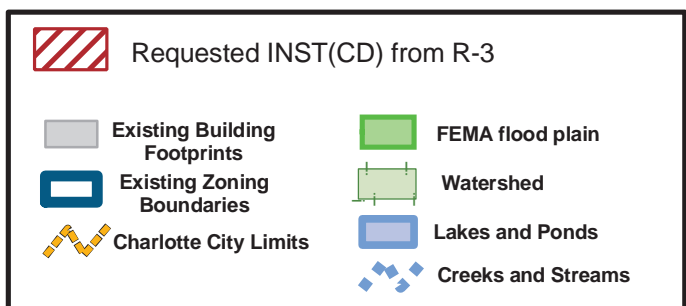 Requested INST(CD) from R-3
Existing Building
Footprints
Existing Zoning
Boundaries
Charlotte City Limits
FEMA flood plain
Watershed
Lakes and Ponds
Creeks and Streams